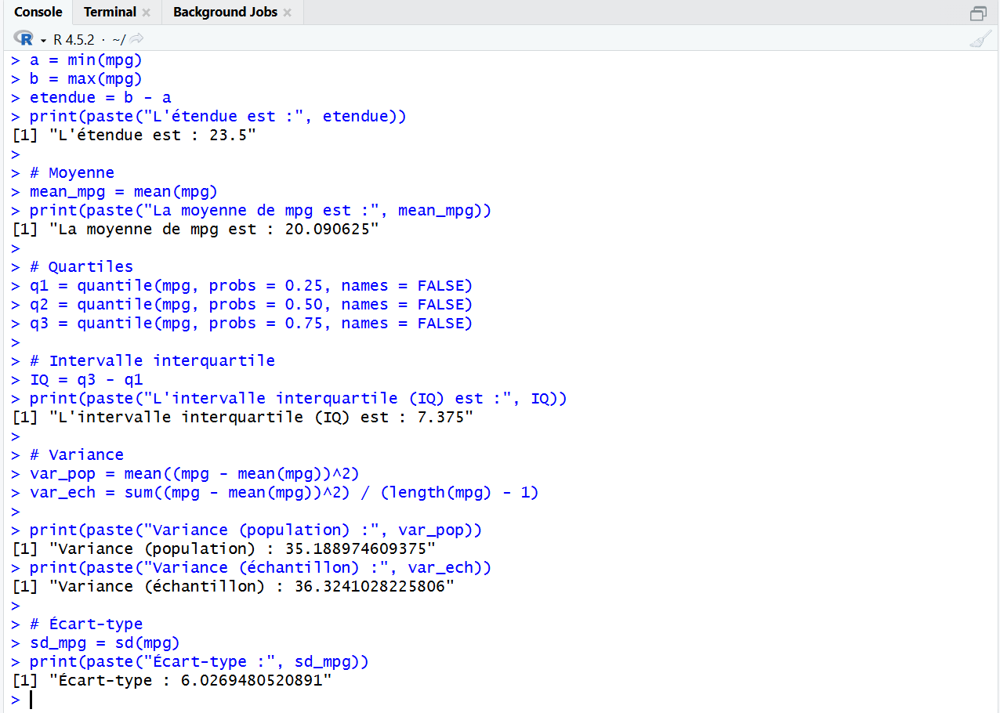 Console Terminal Background Jobs
R 4.5.2 · ~/
> a = min(mpg)
> b = max(mpg)
> etendue = b - a
> print(paste("L'étendue est :", etendue))
[1] "L'étendue est : 23.5"
>
> # Moyenne
> mean_mpg = mean(mpg)
> print(paste("La moyenne de mpg est :", mean_mpg))
[1] "La moyenne de mpg est : 20.090625"
>
> # Quartiles
> q1 = quantile(mpg, probs = 0.25, names = FALSE)
> q2 = quantile(mpg, probs = 0.50, names = FALSE)
> q3 = quantile(mpg, probs = 0.75, names = FALSE)
>
> # Intervalle interquartile
> IQ = q3 - q1
> print(paste("L'intervalle interquartile (IQ) est :", IQ))
[1] "L'intervalle interquartile (IQ) est : 7.375"
>
> # Variance
> var_pop = mean((mpg - mean(mpg))^2)
> var_ech = sum((mpg - mean(mpg))^2) / (length(mpg) - 1)
>
> print(paste("Variance (population) :", var_pop))
[1] "Variance (population) : 35.188974609375"
> print(paste("Variance (échantillon) :", var_ech))
[1] "Variance (échantillon) : 36.3241028225806"
>
> # Écart-type
> sd_mpg = sd(mpg)
> print(paste("Écart-type :", sd_mpg))
[1] "Écart-type : 6.0269480520891"
>